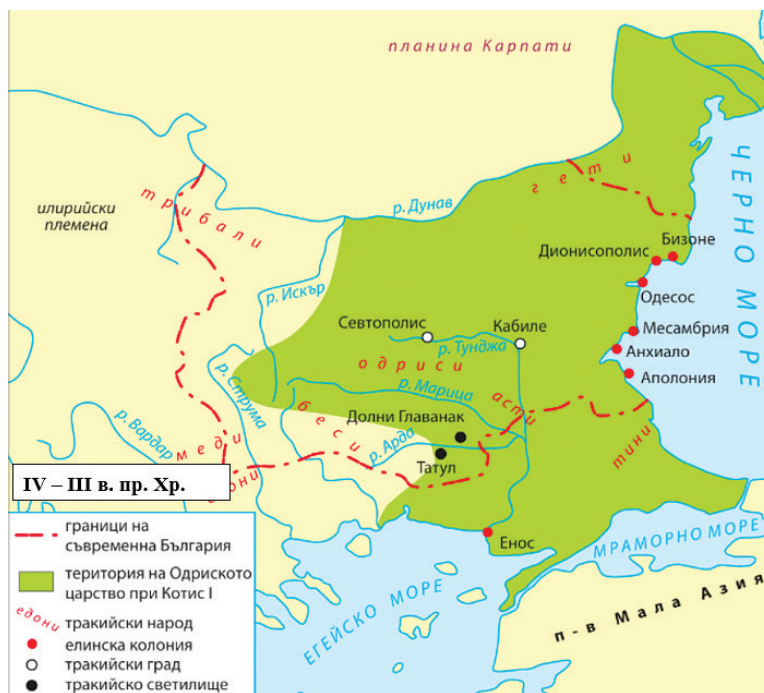 планина Карпати
ЧЕРНО МОРЕ
гети
трибали
илирийски
племена
р. Дунав
Бизоне
Дионисополис
Одесос
р. Искър
Севтополис
Кабиле
Месамбрия
р. Тунджа
Анхиало
одриси
Аполония
р. Струма
р. Марица
асти
Долни Главанак
беси
р. Вардар
меди
р. Арда
тини
Татул
едони
IV – III в. пр. Хр.
Енос
МРАМОРНО МОРЕ
ЕГЕЙСКО МОРЕ
п-в Мала Азия
граници на
съвременна България
територия на Одриското
царство при Котис I
едони
тракийски народ
елинска колония
тракийски град
тракийско светилище